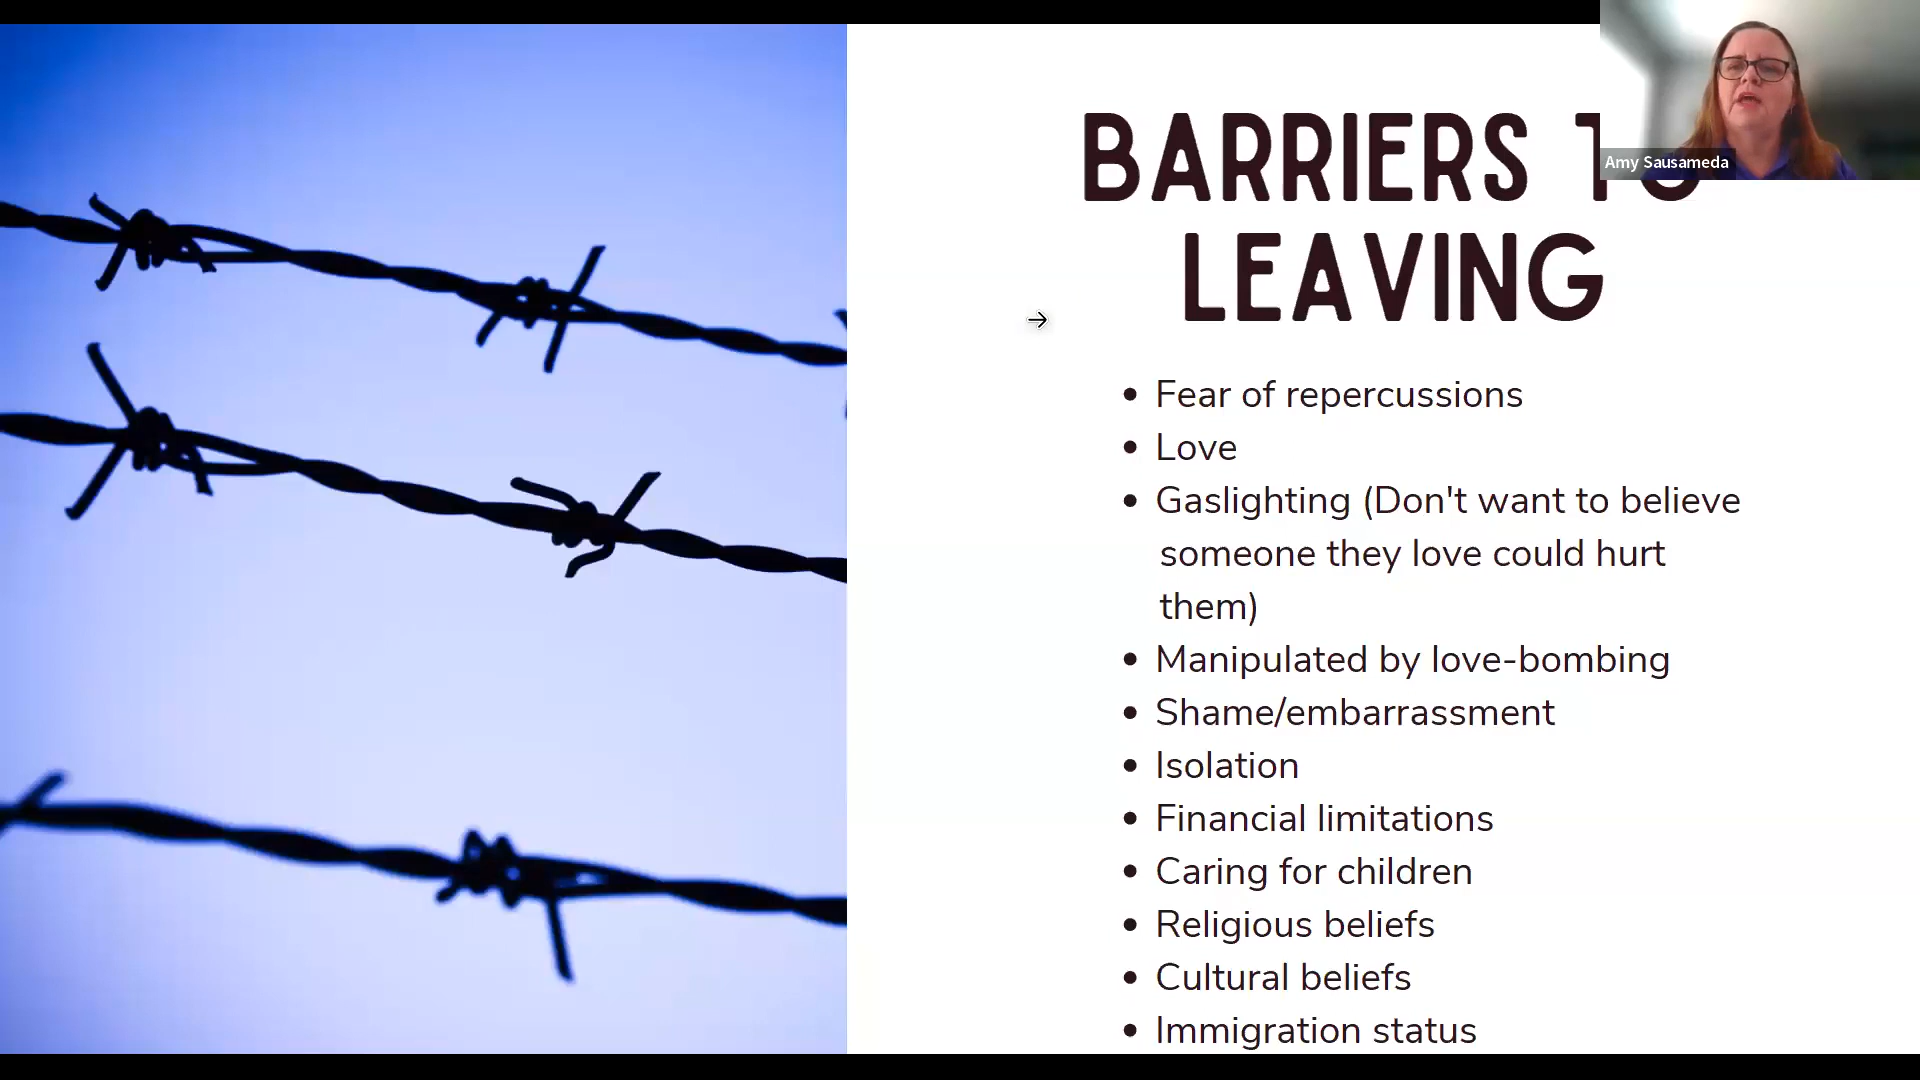 BARRIERS TO
LEAVING
Amy Sausameda
• Fear of repercussions
• Love
• Gaslighting (Don't want to believe
someone they love could hurt
them)
• Manipulated by love-bombing
• Shame/embarrassment
• Isolation
• Financial limitations
• Caring for children
• Religious beliefs
• Cultural beliefs
• Immigration status